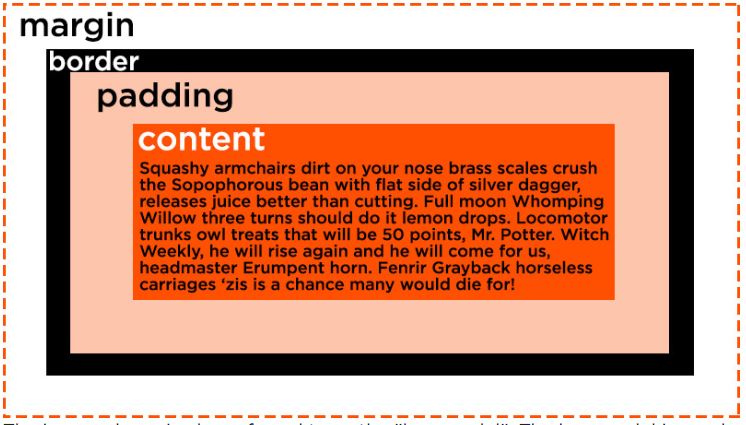 margin
border
padding
content
Squashy armchairs dirt on your nose brass scales crush
the Sopophorous bean with flat side of silver dagger,
releases juice better than cutting. Full moon Whomping
Willow three turns should do it lemon drops. Locomotor
trunks owl treats that will be 50 points, Mr. Potter. Witch
Weekly, he will rise again and he will come for us,
headmaster Erumpent horn. Fenrir Grayback horseless
carriages ‘zis is a chance many would die for!